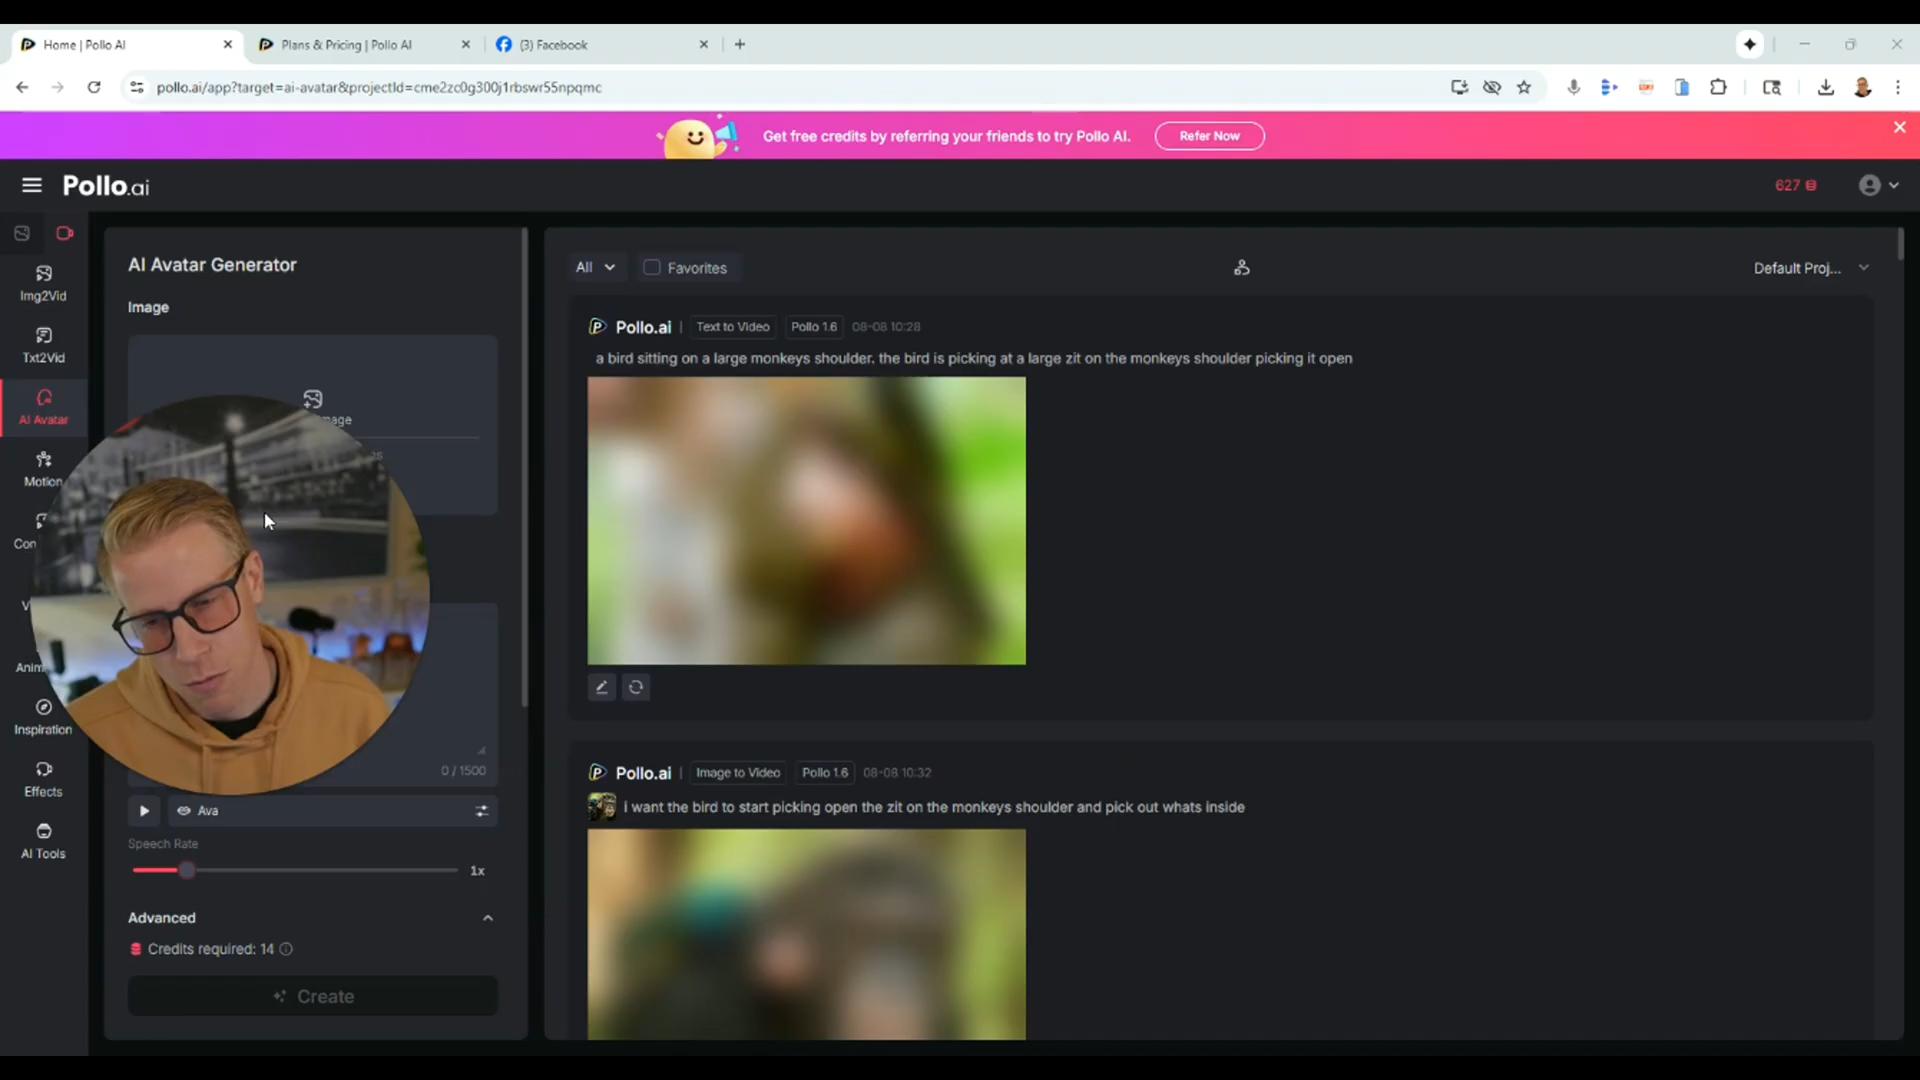 Home | Pollo AI
Plans & Pricing | Pollo AI
(3) Facebook
pollo.ai/app?target=ai-avatar&projectId=cme2zc0g300j1rbswr55npqmc
Get free credits by referring your friends to try Pollo AI.
Refer Now
Pollo.ai
627
Img2Vid
Txt2Vid
AI Avatar
Motion
Con
V
Anim
Inspiration
Effects
AI Tools
AI Avatar Generator
Image
mage
0 / 1500
Ava
Speech Rate
1x
Advanced
Credits required: 14
Create
All
Favorites
Default Proj...
Pollo.ai | Text to Video Pollo 1.6 08-08 10:28
a bird sitting on a large monkeys shoulder. the bird is picking at a large zit on the monkeys shoulder picking it open
Pollo.ai | Image to Video Pollo 1.6 08-08 10:32
i want the bird to start picking open the zit on the monkeys shoulder and pick out whats inside